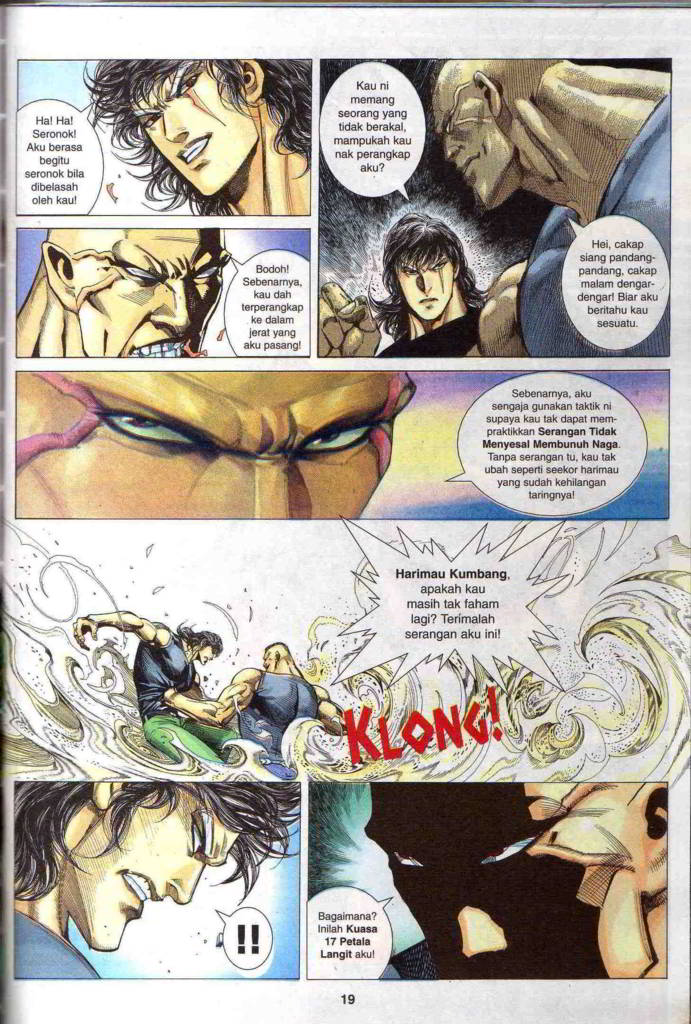 Ha! Ha!
Seronok!
Aku berasa
begitu
seronok bila
dibelasah
oleh kau!
Kau ni
memang
seorang yang
tidak berakal,
mampukah kau
nak perangkap
aku?
Hei, cakap
siang pandang-
pandang, cakap
malam dengar-
dengar! Biar aku
beritahu kau
sesuatu.
Bodoh!
Sebenarnya,
kau dah
terperangkap
ke dalam
jerat yang
aku pasang!
Sebenarnya, aku
sengaja gunakan taktik ni
supaya kau tak dapat mem-
praktikkan Serangan Tidak
Menyesal Membunuh Naga.
Tanpa serangan tu, kau tak
ubah seperti seekor harimau
yang sudah kehilangan
taringnya!
Harimau Kumbang,
apakah kau
masih tak faham
lagi? Terimalah
serangan aku ini!
KLONG!
!!
Bagaimana?
Inilah Kuasa
17 Petala
Langit aku!
19